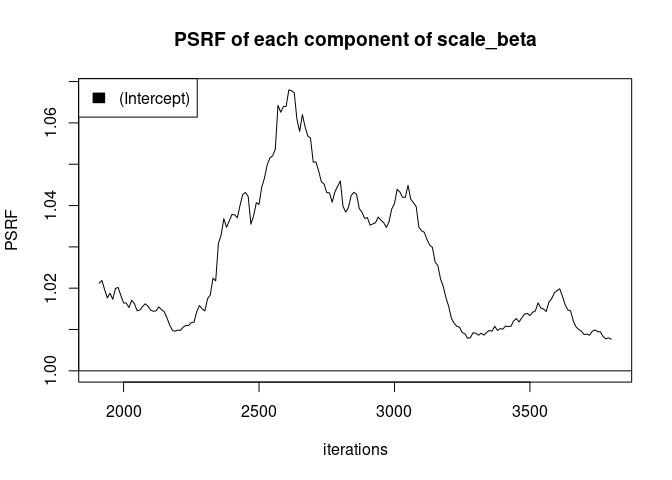 PSRF of each component of scale_beta
(Intercept)
PSRF
1.06
1.04
1.02
1.00
2000 2500 3000 3500
iterations